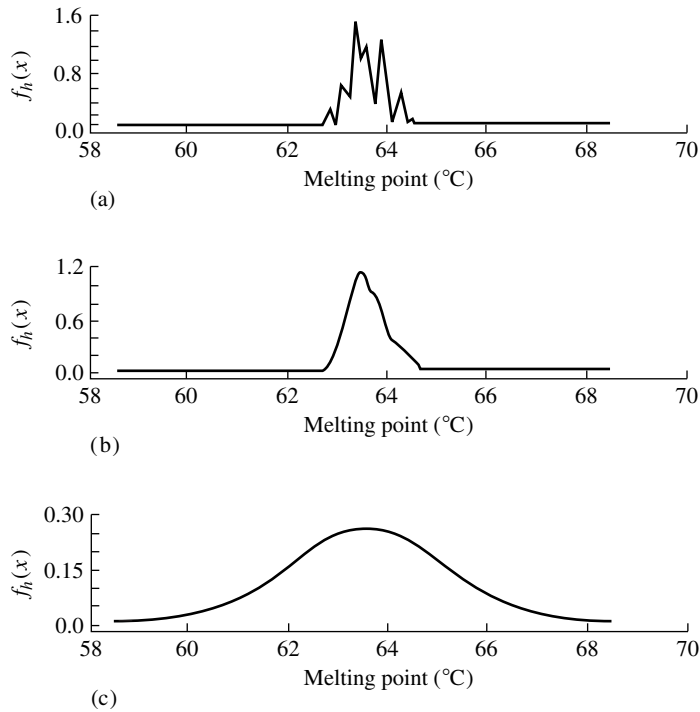 1.6
0.8
0.0
f_h(x)
58 60 62 64 66 68 70
Melting point (°C)
(a)
1.2
0.6
0.0
f_h(x)
58 60 62 64 66 68 70
Melting point (°C)
(b)
0.30
0.15
0.0
f_h(x)
58 60 62 64 66 68 70
Melting point (°C)
(c)